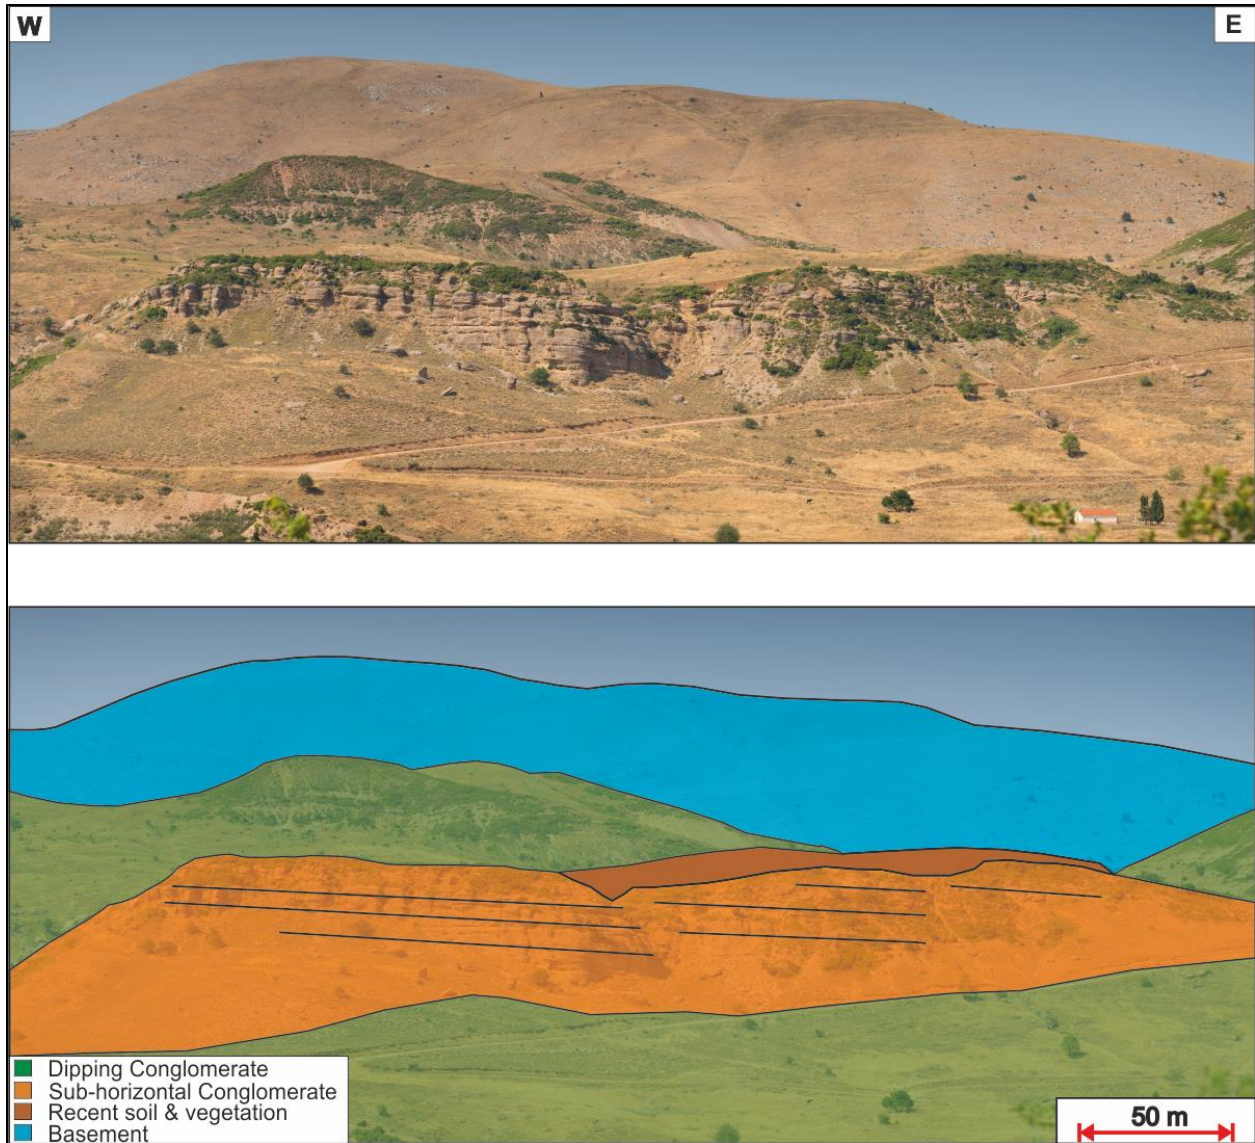 W
E
Dipping Conglomerate
Sub-horizontal Conglomerate
Recent soil & vegetation
Basement
50 m